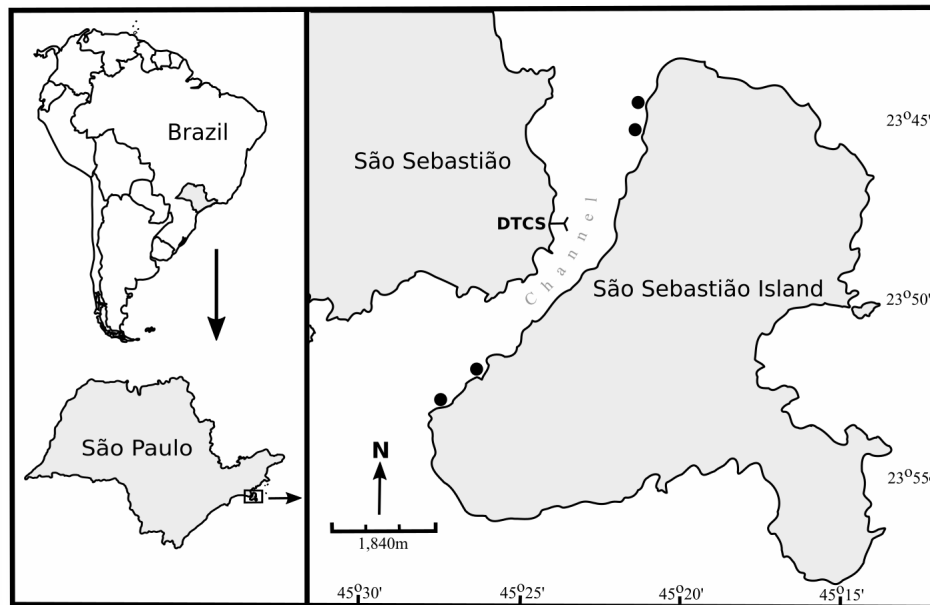 Brazil
São Paulo
São Sebastião
DTCS
Channel
São Sebastião Island
N
1,840m
23°45'
23°50'
23°55'
45°30'
45°25'
45°20'
45°15'